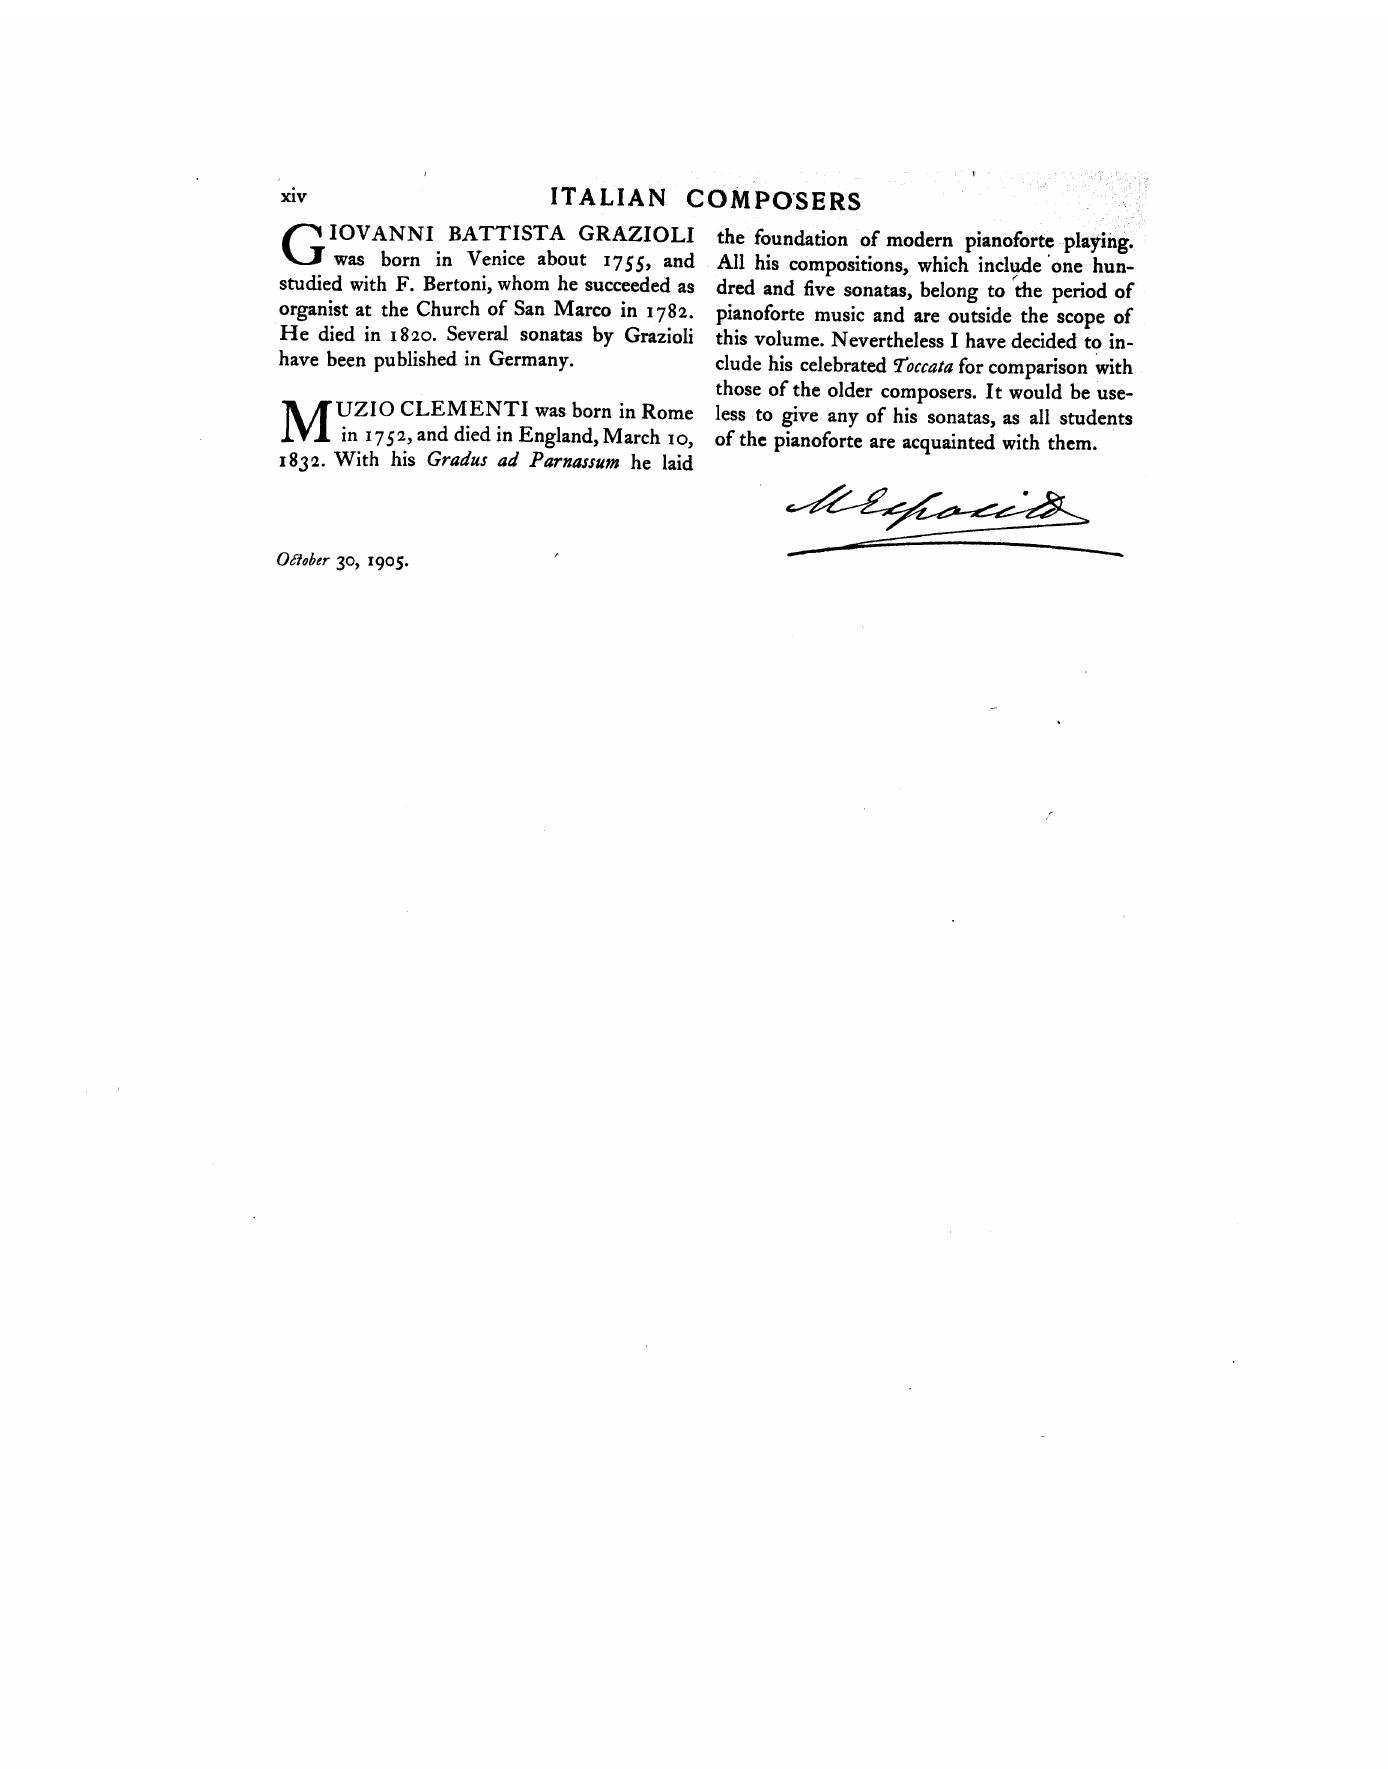 xiv
ITALIAN COMPOSERS
GIOVANNI BATTISTA GRAZIOLI
was born in Venice about 1755, and
studied with F. Bertoni, whom he succeeded as
organist at the Church of San Marco in 1782.
He died in 1820. Several sonatas by Grazioli
have been published in Germany.
MUZIO CLEMENTI was born in Rome
in 1752, and died in England, March 10,
1832. With his Gradus ad Parnassum he laid
the foundation of modern pianoforte playing.
All his compositions, which include one hun-
dred and five sonatas, belong to the period of
pianoforte music and are outside the scope of
this volume. Nevertheless I have decided to in-
clude his celebrated Toccata for comparison with
those of the older composers. It would be use-
less to give any of his sonatas, as all students
of the pianoforte are acquainted with them.
M Esposito
October 30, 1905.